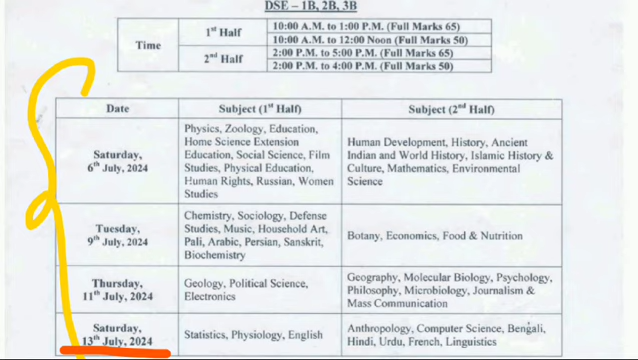 DSE – 1B, 2B, 3B
Time
1st Half
10:00 A.M. to 1:00 P.M. (Full Marks 65)
10:00 A.M. to 12:00 Noon (Full Marks 50)
2nd Half
2:00 P.M. to 5:00 P.M. (Full Marks 65)
2:00 P.M. to 4:00 P.M. (Full Marks 50)
Date
Subject (1st Half)
Subject (2nd Half)
Saturday,
6th July, 2024
Physics, Zoology, Education,
Home Science Extension
Education, Social Science, Film
Studies, Physical Education,
Human Rights, Russian, Women
Studies
Human Development, History, Ancient
Indian and World History, Islamic History &
Culture, Mathematics, Environmental
Science
Tuesday,
9th July, 2024
Chemistry, Sociology, Defense
Studies, Music, Household Art,
Pali, Arabic, Persian, Sanskrit,
Biochemistry
Botany, Economics, Food & Nutrition
Thursday,
11th July, 2024
Geology, Political Science,
Electronics
Geography, Molecular Biology, Psychology,
Philosophy, Microbiology, Journalism &
Mass Communication
Saturday,
13th July, 2024
Statistics, Physiology, English
Anthropology, Computer Science, Bengali,
Hindi, Urdu, French, Linguistics